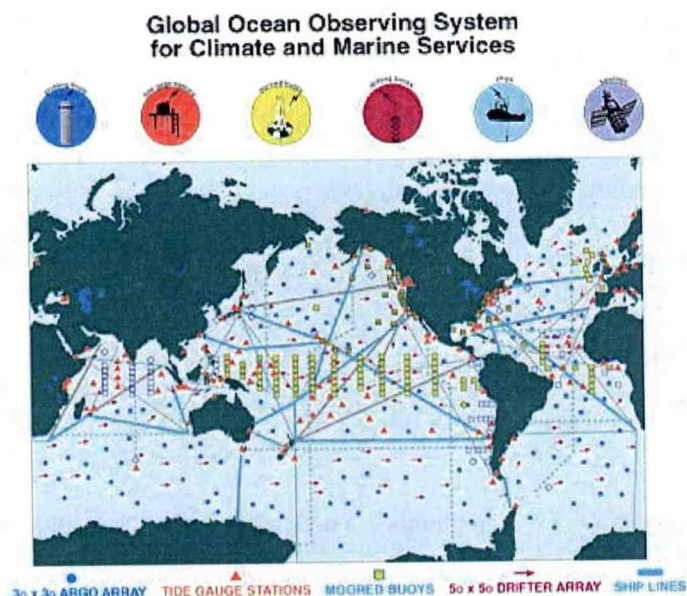 Global Ocean Observing System
for Climate and Marine Services
3o x 3o ARGO ARRAY
TIDE GAUGE STATIONS
MOORED BUOYS
5o x 5o DRIFTER ARRAY
SHIP LINES